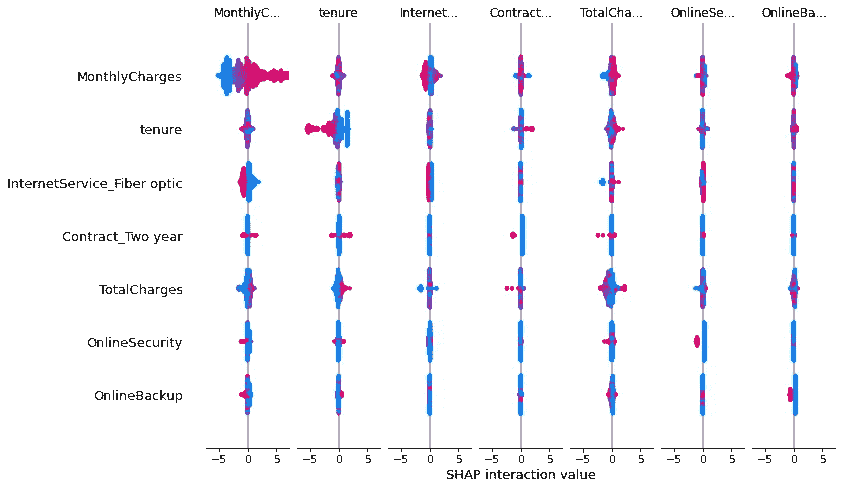 MonthlyC... tenure Internet... Contract... TotalCha... OnlineSe... OnlineBa...
MonthlyCharges
tenure
InternetService_Fiber optic
Contract_Two year
TotalCharges
OnlineSecurity
OnlineBackup
−5 0 5 −5 0 5 −5 0 5 −5 0 5 −5 0 5 −5 0 5 −5 0 5
SHAP interaction value